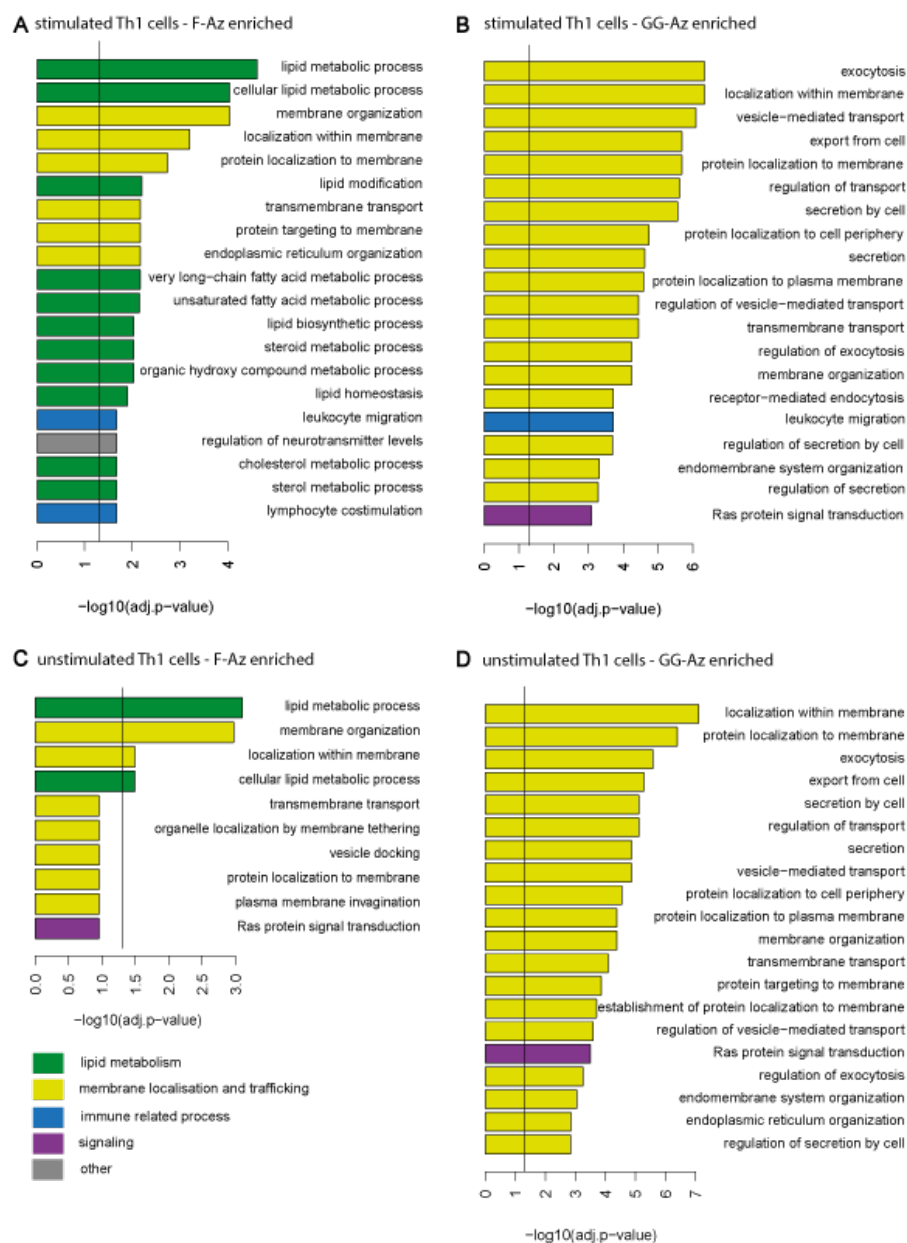 A stimulated Th1 cells - F-Az enriched
lipid metabolic process
cellular lipid metabolic process
membrane organization
localization within membrane
protein localization to membrane
lipid modification
transmembrane transport
protein targeting to membrane
endoplasmic reticulum organization
very long-chain fatty acid metabolic process
unsaturated fatty acid metabolic process
lipid biosynthetic process
steroid metabolic process
organic hydroxy compound metabolic process
lipid homeostasis
leukocyte migration
regulation of neurotransmitter levels
cholesterol metabolic process
sterol metabolic process
lymphocyte costimulation
0 1 2 3 4
−log10(adj.p−value)
B stimulated Th1 cells - GG-Az enriched
exocytosis
localization within membrane
vesicle−mediated transport
export from cell
protein localization to membrane
regulation of transport
secretion by cell
protein localization to cell periphery
secretion
protein localization to plasma membrane
regulation of vesicle−mediated transport
transmembrane transport
regulation of exocytosis
membrane organization
receptor−mediated endocytosis
leukocyte migration
regulation of secretion by cell
endomembrane system organization
regulation of secretion
Ras protein signal transduction
0 1 2 3 4 5 6
−log10(adj.p−value)
C unstimulated Th1 cells - F-Az enriched
lipid metabolic process
membrane organization
localization within membrane
cellular lipid metabolic process
transmembrane transport
organelle localization by membrane tethering
vesicle docking
protein localization to membrane
plasma membrane invagination
Ras protein signal transduction
0.0 0.5 1.0 1.5 2.0 2.5 3.0
−log10(adj.p−value)
lipid metabolism
membrane localisation and trafficking
immune related process
signaling
other
D unstimulated Th1 cells - GG-Az enriched
localization within membrane
protein localization to membrane
exocytosis
export from cell
secretion by cell
regulation of transport
secretion
vesicle−mediated transport
protein localization to cell periphery
protein localization to plasma membrane
membrane organization
transmembrane transport
protein targeting to membrane
establishment of protein localization to membrane
regulation of vesicle−mediated transport
Ras protein signal transduction
regulation of exocytosis
endomembrane system organization
endoplasmic reticulum organization
regulation of secretion by cell
0 1 2 3 4 5 6 7
−log10(adj.p−value)